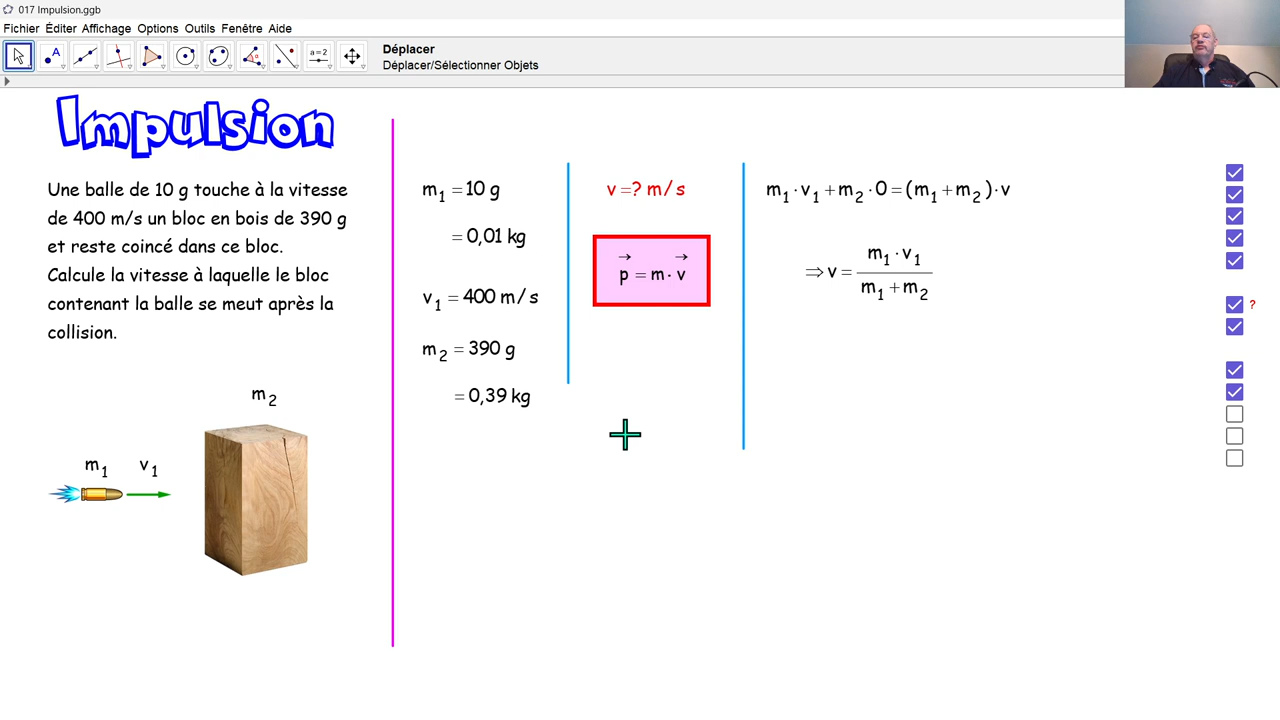 017 Impulsion.ggb
Fichier Éditer Affichage Options Outils Fenêtre Aide
A
a=2
Déplacer
Déplacer/Sélectionner Objets
Impulsion
Une balle de 10 g touche à la vitesse
de 400 m/s un bloc en bois de 390 g
et reste coincé dans ce bloc.
Calcule la vitesse à laquelle le bloc
contenant la balle se meut après la
collision.
m₂
m₁ v₁
m₁ = 10 g
= 0,01 kg
v₁ = 400 m/s
m₂ = 390 g
= 0,39 kg
v =? m/s
p⃗ = m · v⃗
m₁ · v₁ + m₂ · 0 = (m₁ + m₂) · v
⇒ v = (m₁ · v₁) / (m₁ + m₂)
?